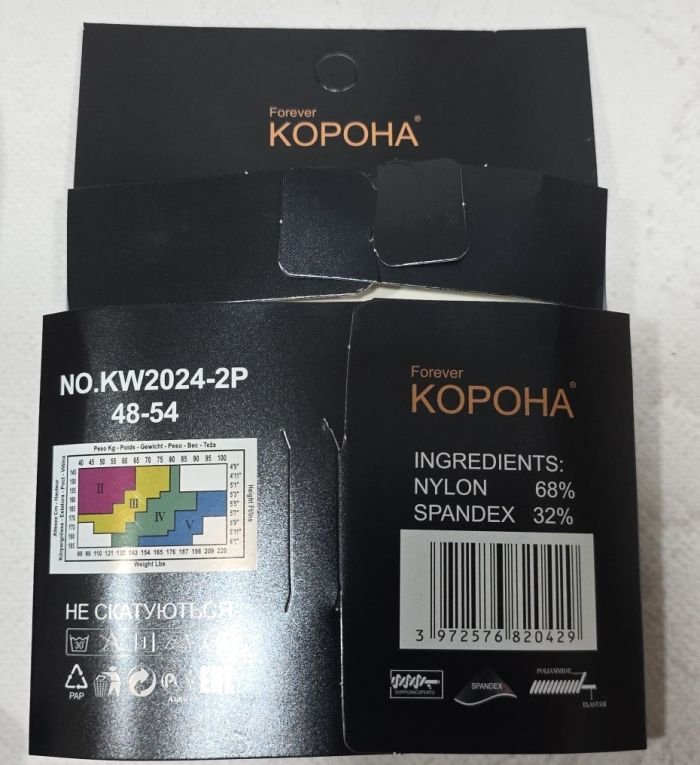 Forever
КОРОНА®
NO.KW2024-2P
48-54
Peso Kg - Poids - Gewicht - Peso - Вес - Teža
40 45 50 55 60 65 70 75 80 85 90 95 100
II
III
IV
V
88 99 110 121 132 143 154 165 176 187 198 209 220
Weight Lbs
НЕ СКАТУЮТЬСЯ
30
PAP
Forever
КОРОНА®
INGREDIENTS:
NYLON 68%
SPANDEX 32%
3 972576 820429
DOPPIORICOPERTO
SPANDEX
POLIAMMIDE
ELASTAM